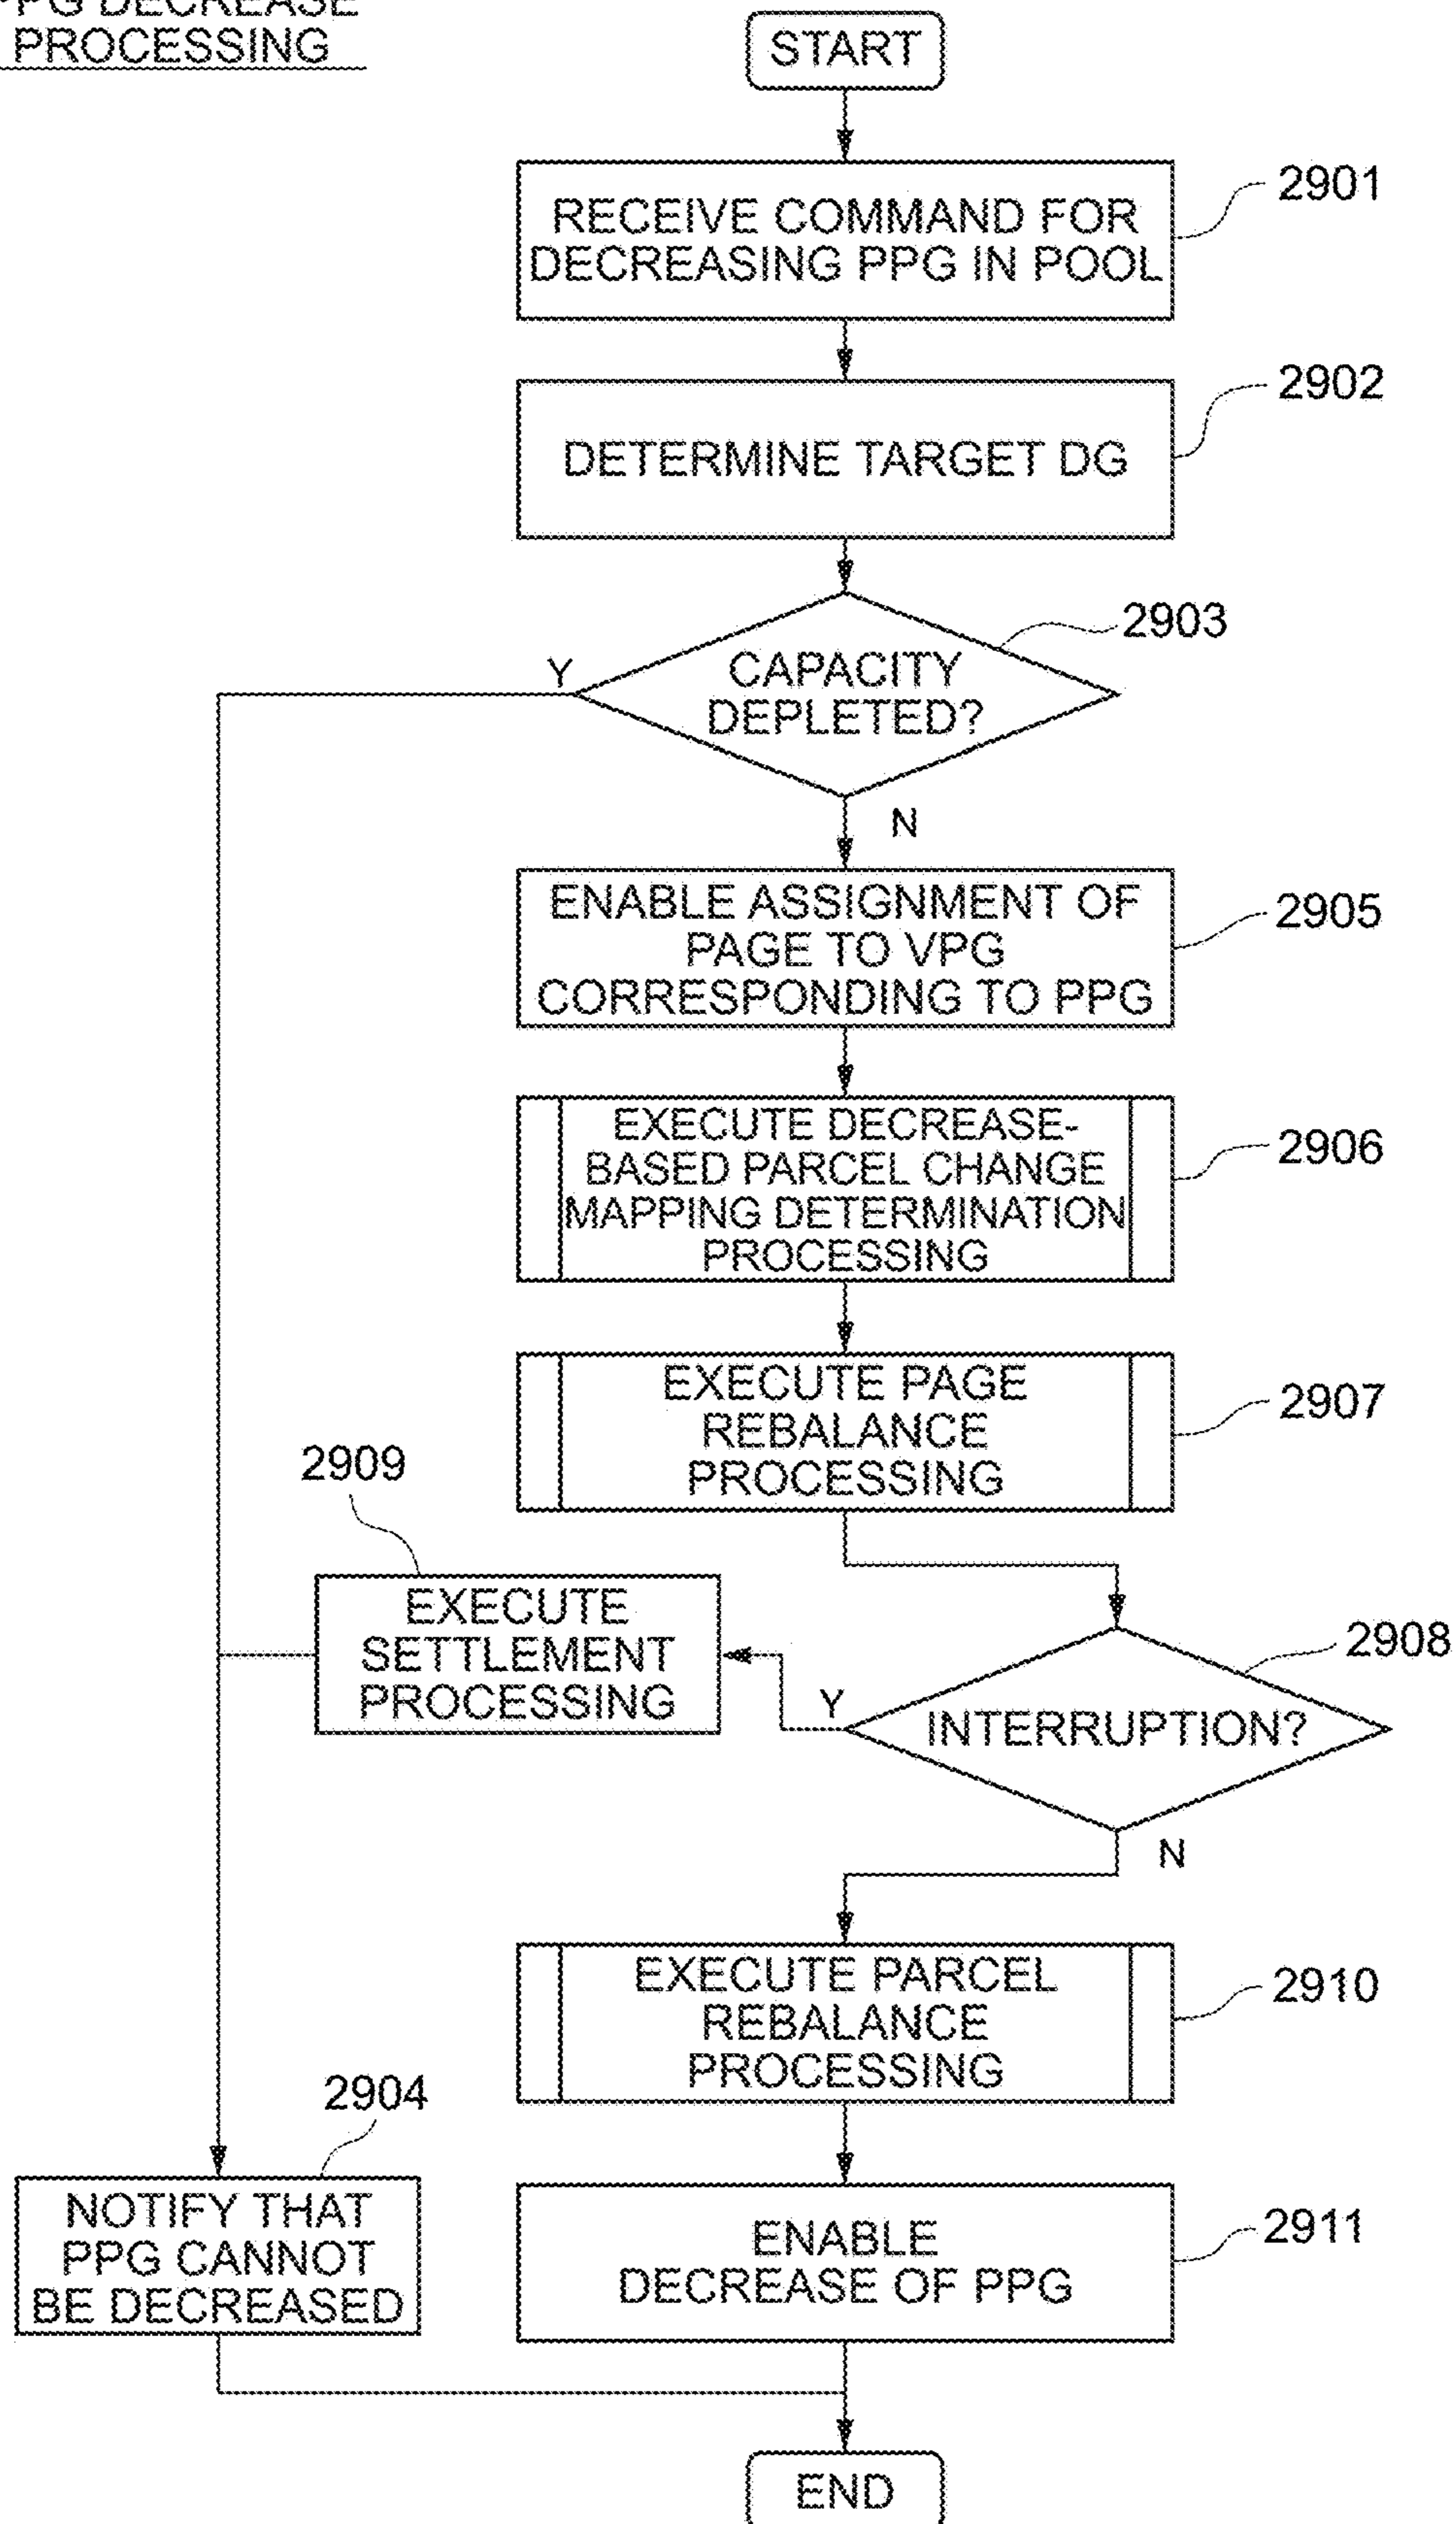 PPG DECREASE
PROCESSING
START
RECEIVE COMMAND FOR
DECREASING PPG IN POOL
2901
DETERMINE TARGET DG
2902
CAPACITY
DEPLETED?
2903
Y
N
ENABLE ASSIGNMENT OF
PAGE TO VPG
CORRESPONDING TO PPG
2905
EXECUTE DECREASE-
BASED PARCEL CHANGE
MAPPING DETERMINATION
PROCESSING
2906
EXECUTE PAGE
REBALANCE
PROCESSING
2907
2909
EXECUTE
SETTLEMENT
PROCESSING
2908
INTERRUPTION?
Y
N
EXECUTE PARCEL
REBALANCE
PROCESSING
2910
2904
NOTIFY THAT
PPG CANNOT
BE DECREASED
ENABLE
DECREASE OF PPG
2911
END